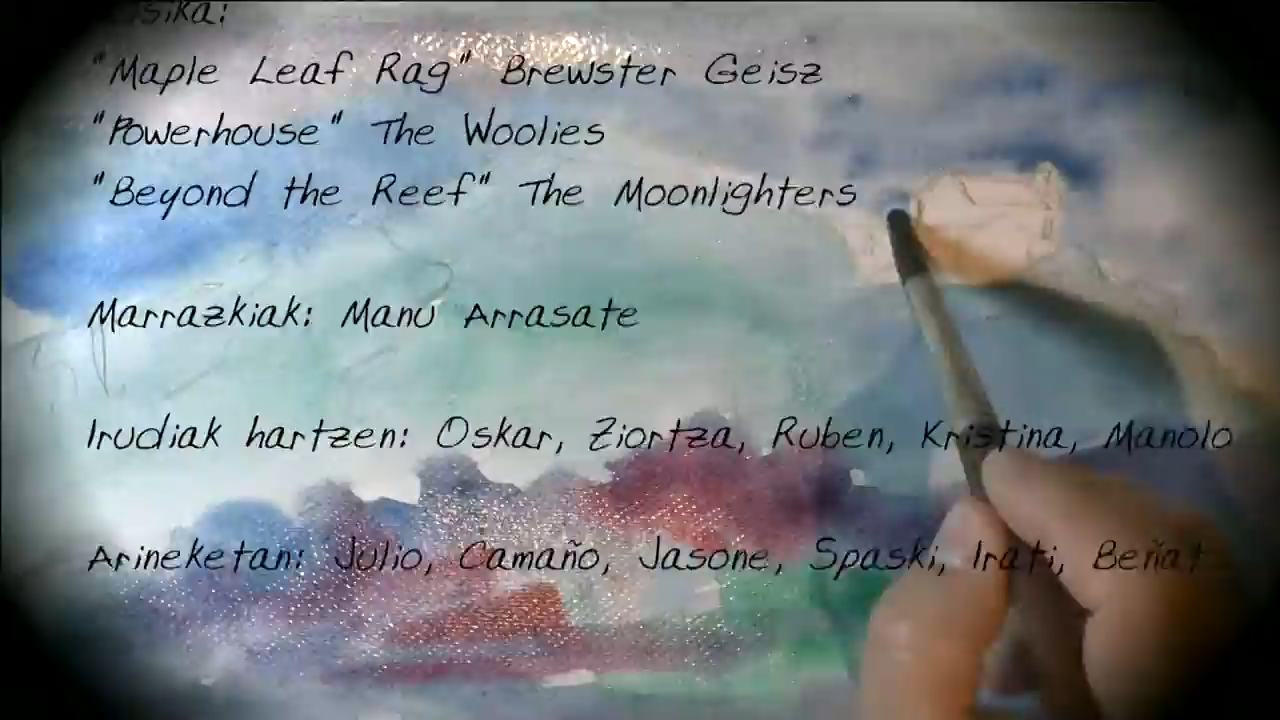 "Maple Leaf Rag" Brewster Geisz
"Powerhouse" The Woolies
"Beyond the Reef" The Moonlighters
Marrazkiak: Manu Arrasate
Irudiak hartzen: Oskar, Ziortza, Ruben, Kristina, Manolo
Arineketan: Julio, Camaño, Jasone, Spaski, Irati, Beñat